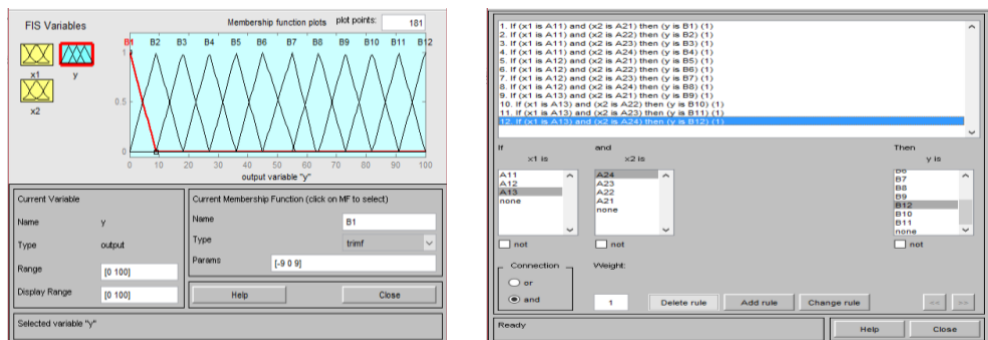 FIS Variables
Membership function plots plot points: 181
B1 B2 B3 B4 B5 B6 B7 B8 B9 B10 B11 B12
x1
y
x2
1
0.5
0
0 10 20 30 40 50 60 70 80 90 100
output variable "y"
Current Variable
Name y
Type output
Range [0 100]
Display Range [0 100]
Current Membership Function (click on MF to select)
Name B1
Type trimf
Params [-9 0 9]
Help Close
Selected variable "y"
1. If (x1 is A11) and (x2 is A21) then (y is B1) (1)
2. If (x1 is A11) and (x2 is A22) then (y is B2) (1)
3. If (x1 is A11) and (x2 is A23) then (y is B3) (1)
4. If (x1 is A11) and (x2 is A24) then (y is B4) (1)
5. If (x1 is A12) and (x2 is A21) then (y is B5) (1)
6. If (x1 is A12) and (x2 is A22) then (y is B6) (1)
7. If (x1 is A12) and (x2 is A23) then (y is B7) (1)
8. If (x1 is A12) and (x2 is A24) then (y is B8) (1)
9. If (x1 is A13) and (x2 is A21) then (y is B9) (1)
10. If (x1 is A13) and (x2 is A22) then (y is B10) (1)
11. If (x1 is A13) and (x2 is A23) then (y is B11) (1)
12. If (x1 is A13) and (x2 is A24) then (y is B12) (1)
If and Then
x1 is x2 is y is
A11
A12
A13
none
A24
A23
A22
A21
none
B6
B7
B8
B9
B12
B10
B11
none
not
not
not
Connection
or
and
Weight:
1
Delete rule Add rule Change rule << >>
Ready
Help Close